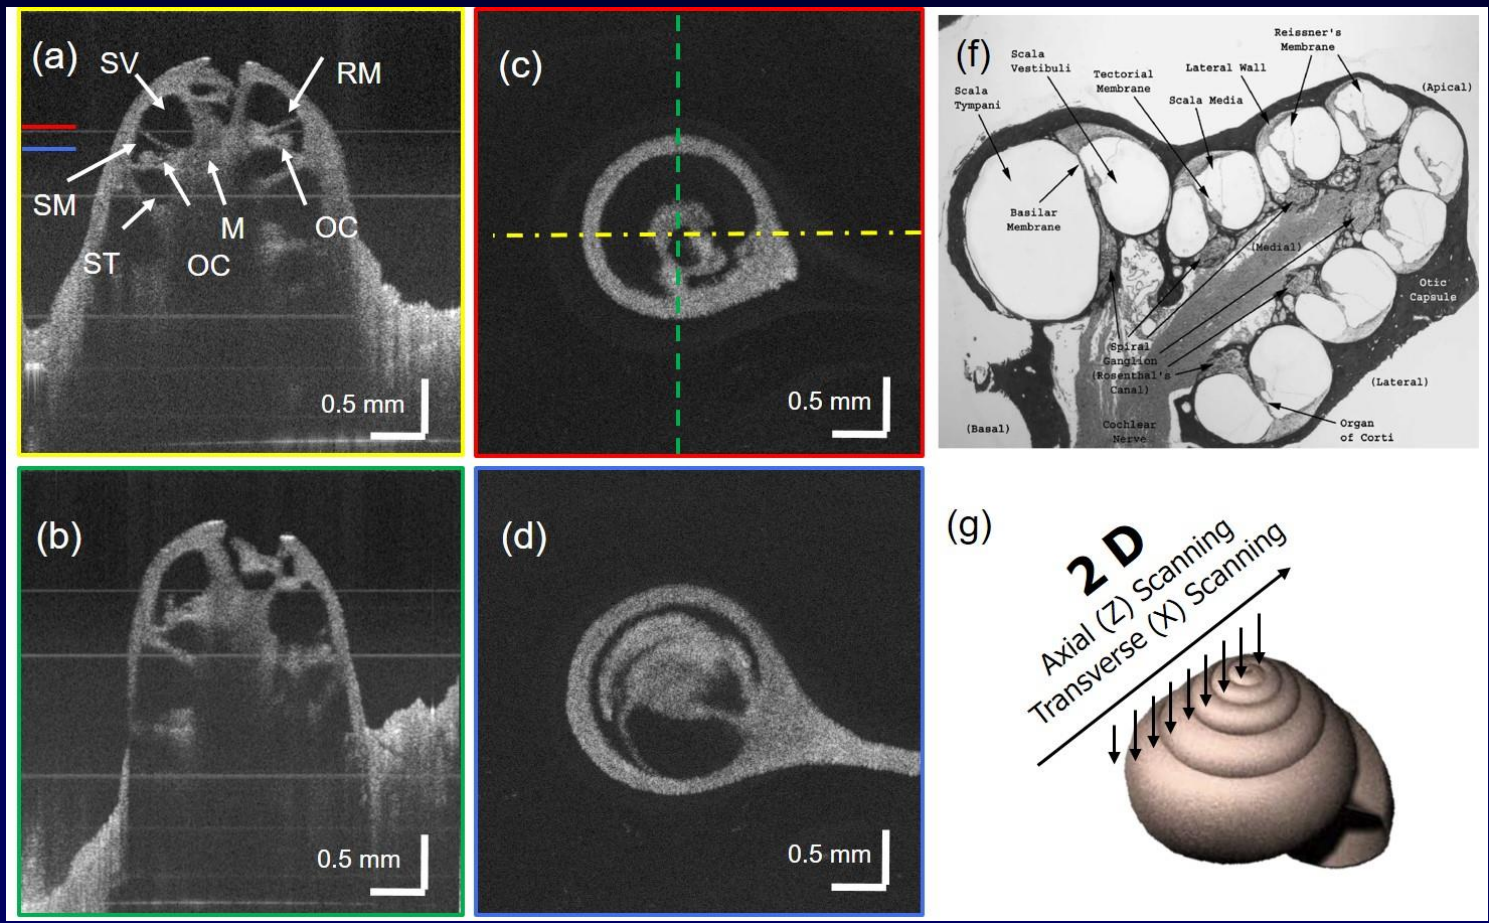 (a)
SV
RM
SM
ST
OC
M
OC
0.5 mm
(b)
0.5 mm
(c)
0.5 mm
(d)
0.5 mm
(f)
Reissner's
Membrane
Scala
Vestibuli
Tectorial
Membrane
Lateral Wall
Scala Media
(Apical)
Scala
Tympani
Basilar
Membrane
(Medial)
Otic
Capsule
Spiral
Ganglion
(Rosenthal's
Canal)
(Lateral)
(Basal)
Cochlear
Nerve
Organ
of Corti
(g)
2 D
Axial (Z) Scanning
Transverse (X) Scanning